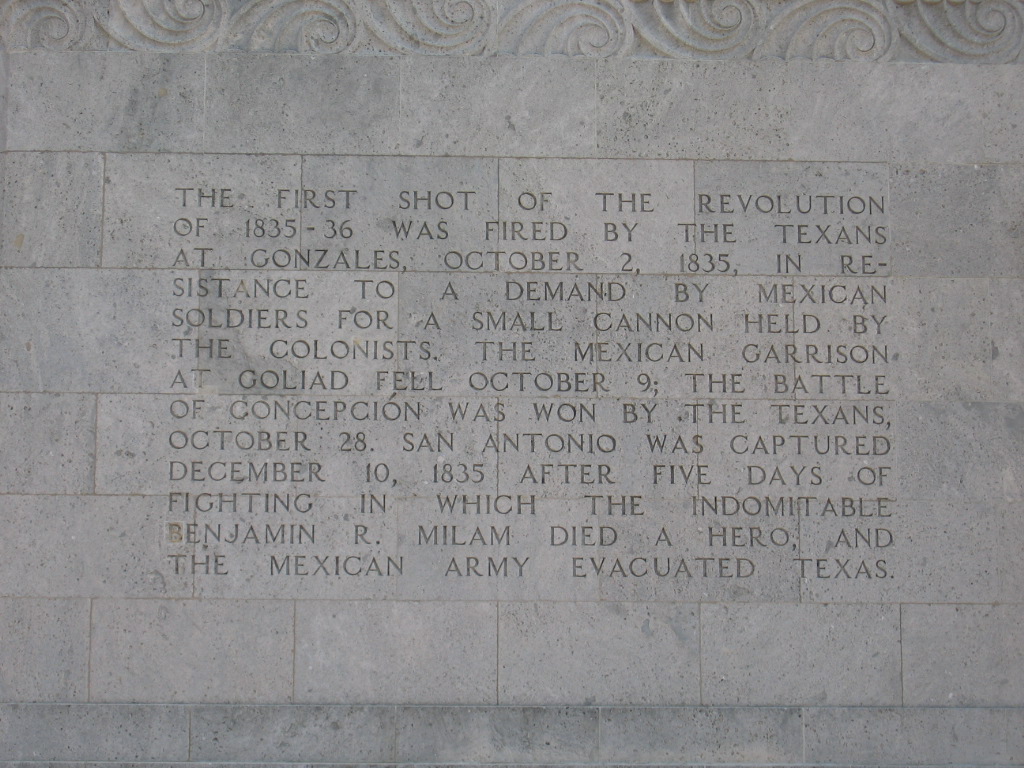 THE FIRST SHOT OF THE REVOLUTION
OF 1835-36 WAS FIRED BY THE TEXANS
AT GONZALES, OCTOBER 2, 1835, IN RE-
SISTANCE TO A DEMAND BY MEXICAN
SOLDIERS FOR A SMALL CANNON HELD BY
THE COLONISTS. THE MEXICAN GARRISON
AT GOLIAD FELL OCTOBER 9; THE BATTLE
OF CONCEPCIÓN WAS WON BY THE TEXANS,
OCTOBER 28. SAN ANTONIO WAS CAPTURED
DECEMBER 10, 1835 AFTER FIVE DAYS OF
FIGHTING IN WHICH THE INDOMITABLE
BENJAMIN R. MILAM DIED A HERO, AND
THE MEXICAN ARMY EVACUATED TEXAS.